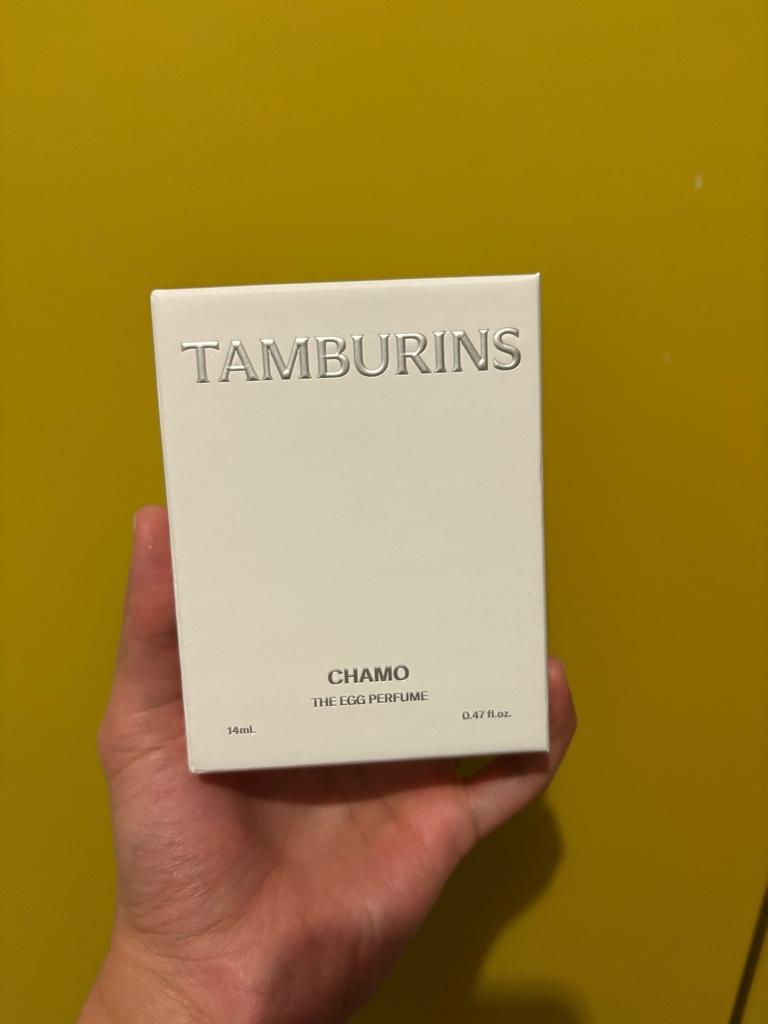 TAMBURINS
CHAMO
THE EGG PERFUME
14mL
0.47 fl.oz.